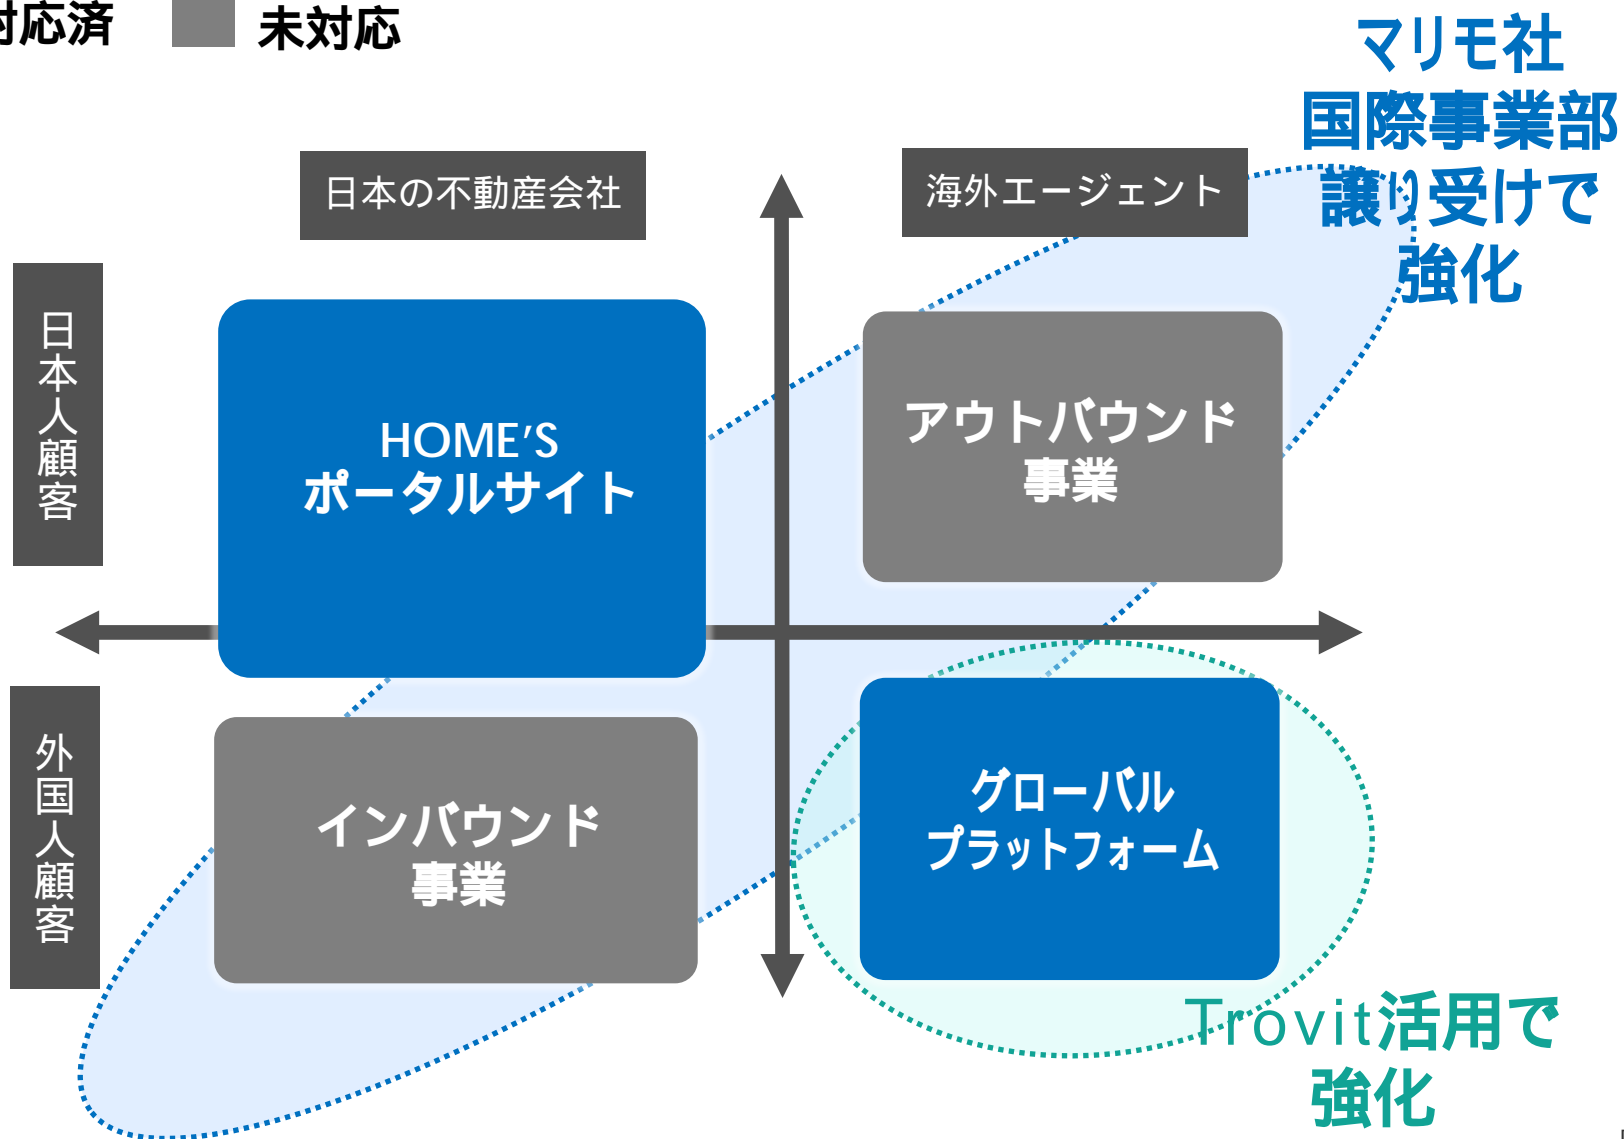 対応済
未対応
マリモ社
国際事業部
譲り受けで
強化
日本の不動産会社
海外エージェント
日本人顧客
HOME'S
ポータルサイト
アウトバウンド
事業
外国人顧客
インバウンド
事業
グローバル
プラットフォーム
Trovit活用で
強化